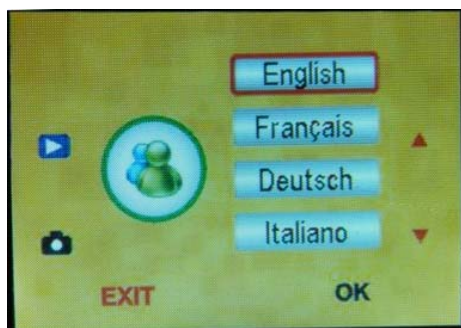 English
Français
Deutsch
Italiano
EXIT OK